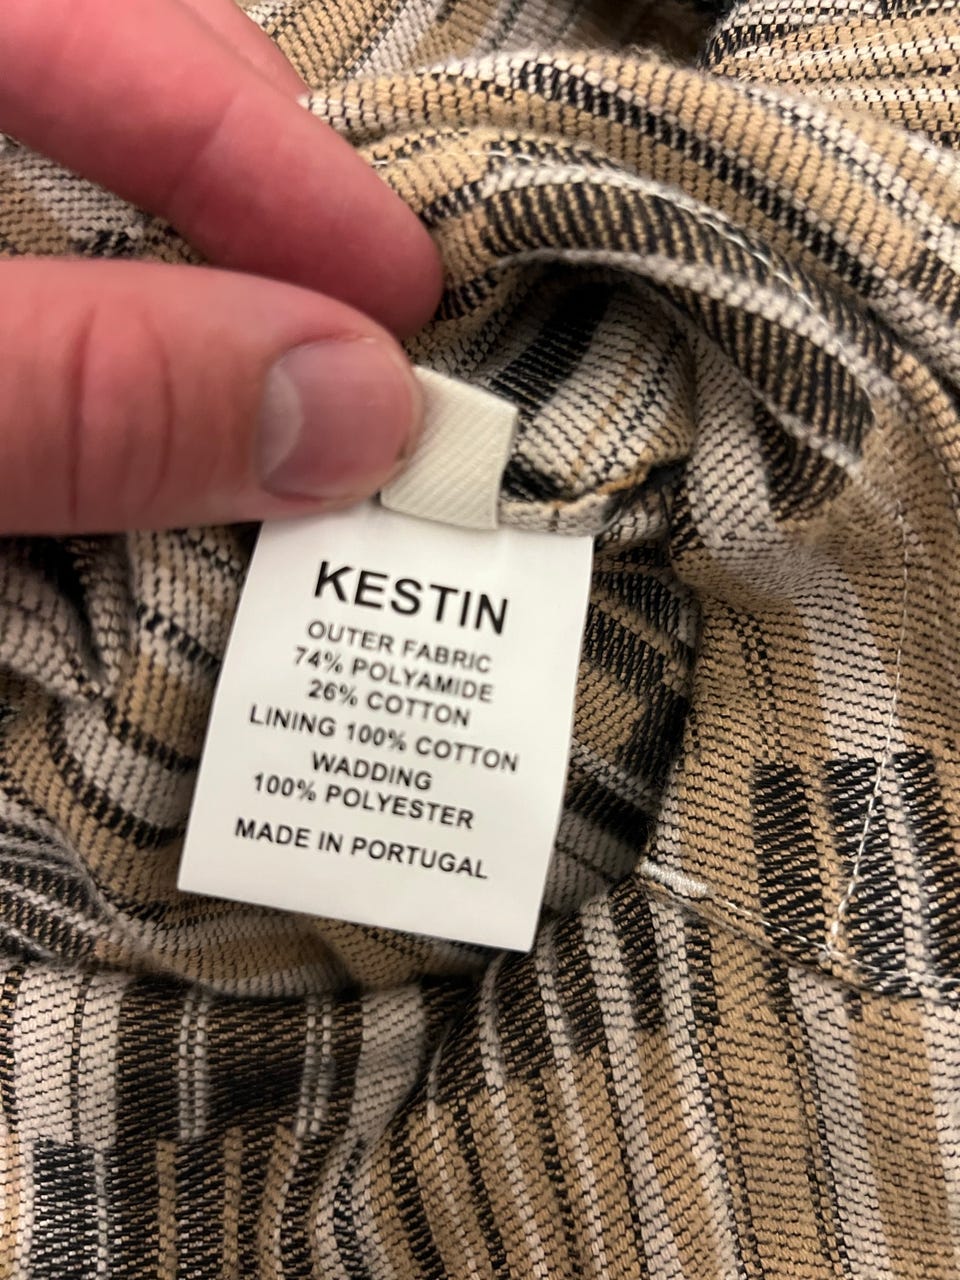 KESTIN
OUTER FABRIC
74% POLYAMIDE
26% COTTON
LINING 100% COTTON
WADDING
100% POLYESTER
MADE IN PORTUGAL